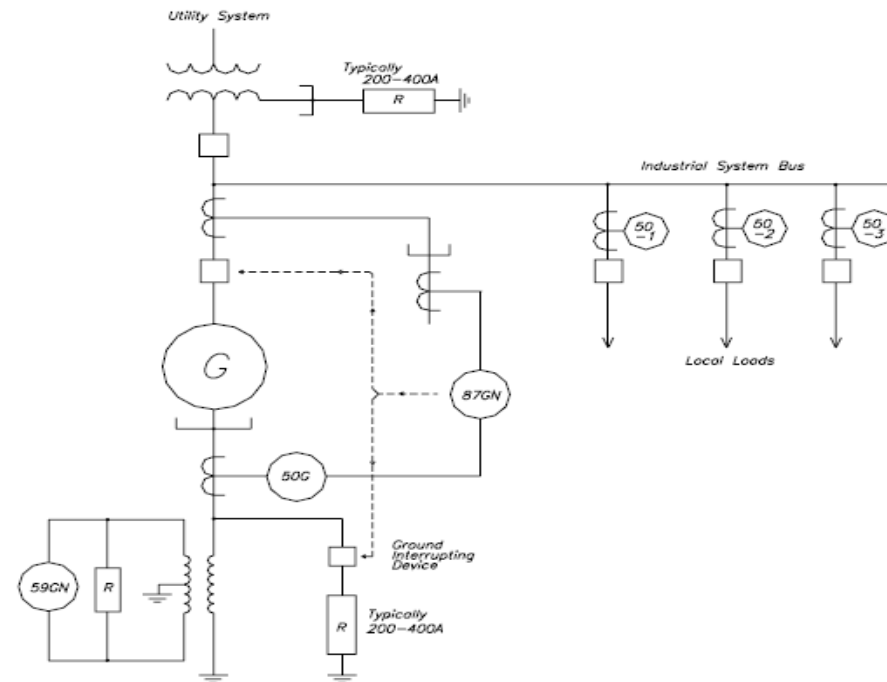 Utility System
Typically
200-400A
R
Industrial System Bus
50
-1
50
-2
50
-3
G
Local Loads
87GN
50G
Ground
Interrupting
Device
59GN
R
Typically
200-400A
R